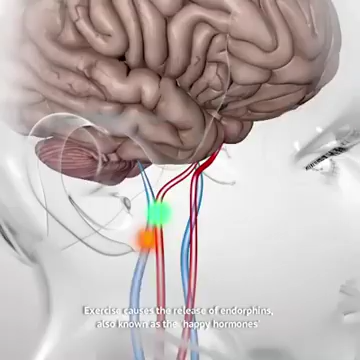 Exercise causes the release of endorphins,
also known as the 'happy hormones'